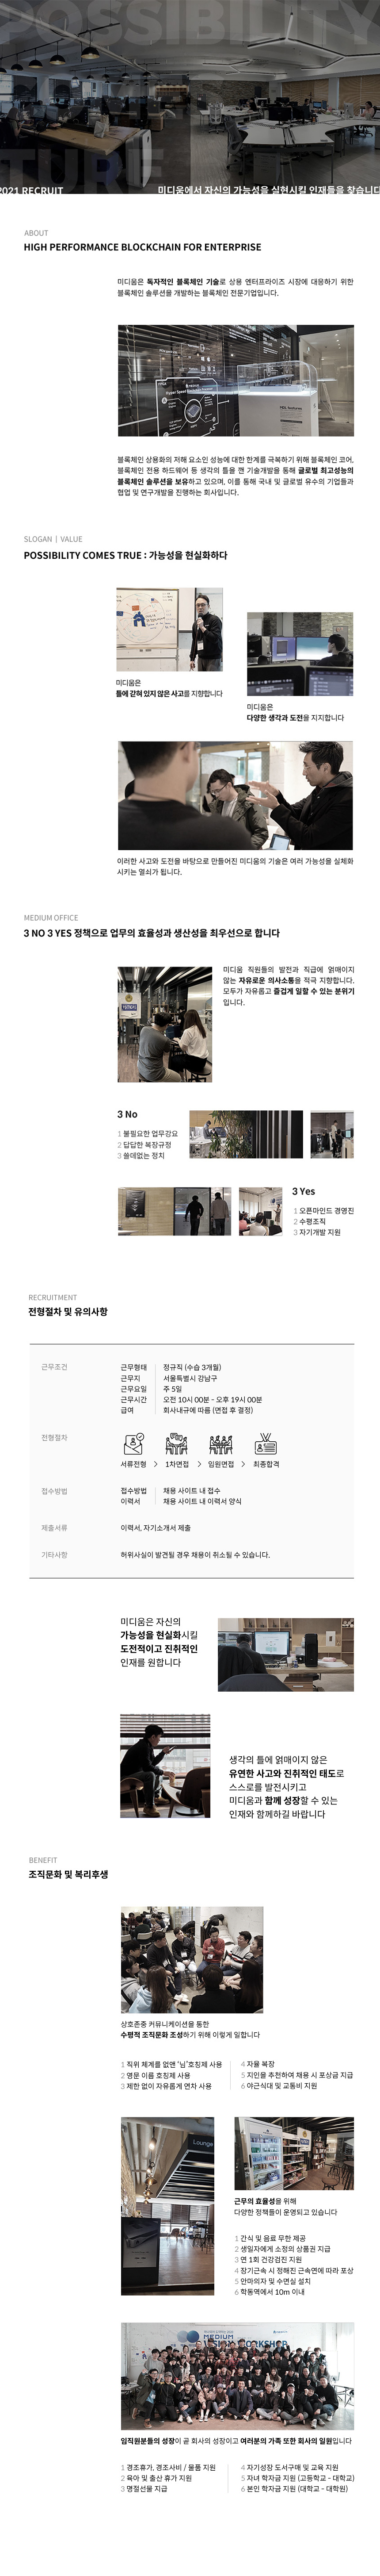 POSSIBILITY
TURE
2021 RECRUIT
미디움에서 자신의 가능성을 실현시킬 인재들을 찾습니다
ABOUT
HIGH PERFORMANCE BLOCKCHAIN FOR ENTERPRISE
미디움은 독자적인 블록체인 기술로 상용 엔터프라이즈 시장에 대응하기 위한
블록체인 솔루션을 개발하는 블록체인 전문기업입니다.
블록체인 상용화의 저해 요소인 성능에 대한 한계를 극복하기 위해 블록체인 코어,
블록체인 전용 하드웨어 등 생각의 틀을 깬 기술개발을 통해 글로벌 최고성능의
블록체인 솔루션을 보유하고 있으며, 이를 통해 국내 및 글로벌 유수의 기업들과
협업 및 연구개발을 진행하는 회사입니다.
SLOGAN | VALUE
POSSIBILITY COMES TRUE : 가능성을 현실화하다
미디움은
틀에 갇혀 있지 않은 사고를 지향합니다
미디움은
다양한 생각과 도전을 지지합니다
이러한 사고와 도전을 바탕으로 만들어진 미디움의 기술은 여러 가능성을 실체화
시키는 열쇠가 됩니다.
MEDIUM OFFICE
3 NO 3 YES 정책으로 업무의 효율성과 생산성을 최우선으로 합니다
미디움 직원들의 발전과 직급에 얽매이지
않는 자유로운 의사소통을 적극 지향합니다.
모두가 자유롭고 즐겁게 일할 수 있는 분위기
입니다.
3 No
1 불필요한 업무강요
2 답답한 복장규정
3 쓸데없는 정치
3 Yes
1 오픈마인드 경영진
2 수평조직
3 자기개발 지원
RECRUITMENT
전형절차 및 유의사항
근무조건
근무형태 정규직 (수습 3개월)
근무지 서울특별시 강남구
근무요일 주 5일
근무시간 오전 10시 00분 - 오후 19시 00분
급여 회사내규에 따름 (면접 후 결정)
전형절차
서류전형 > 1차면접 > 임원면접 > 최종합격
접수방법
접수방법 채용 사이트 내 접수
이력서 채용 사이트 내 이력서 양식
제출서류 이력서, 자기소개서 제출
기타사항 허위사실이 발견될 경우 채용이 취소될 수 있습니다.
미디움은 자신의
가능성을 현실화시킬
도전적이고 진취적인
인재를 원합니다
생각의 틀에 얽매이지 않은
유연한 사고와 진취적인 태도로
스스로를 발전시키고
미디움과 함께 성장할 수 있는
인재와 함께하길 바랍니다
BENEFIT
조직문화 및 복리후생
상호존중 커뮤니케이션을 통한
수평적 조직문화 조성하기 위해 이렇게 일합니다
1 직위 체계를 없앤 '님'호칭제 사용
2 영문 이름 호칭제 사용
3 제한 없이 자유롭게 연차 사용
4 자율 복장
5 지인을 추천하여 채용 시 포상금 지급
6 야근식대 및 교통비 지원
Lounge
근무의 효율성을 위해
다양한 정책들이 운영되고 있습니다
1 간식 및 음료 무한 제공
2 생일자에게 소정의 상품권 지급
3 연 1회 건강검진 지원
4 장기근속 시 정해진 근속연에 따라 포상
5 안마의자 및 수면실 설치
6 학동역에서 10m 이내
MEDIUM
WORKSHOP
임직원분들의 성장이 곧 회사의 성장이고 여러분의 가족 또한 회사의 일원입니다
1 경조휴가, 경조사비 / 물품 지원
2 육아 및 출산 휴가 지원
3 명절선물 지급
4 자기성장 도서구매 및 교육 지원
5 자녀 학자금 지원 (고등학교 - 대학교)
6 본인 학자금 지원 (대학교 - 대학원)